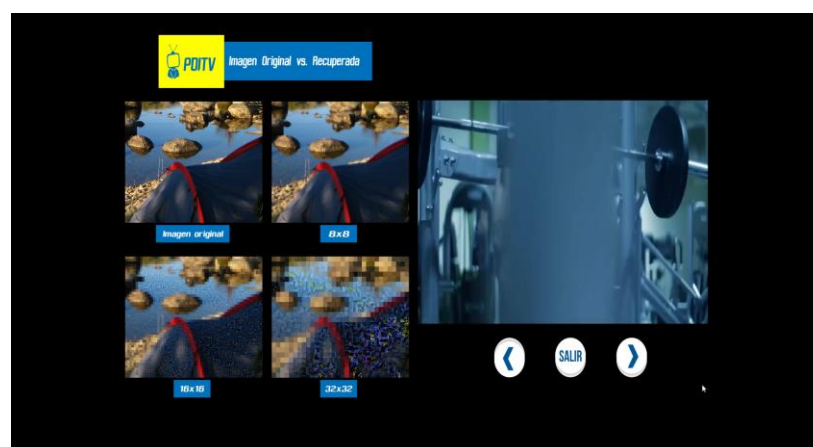 PDITV
Imagen Original vs. Recuperada
Imagen original
8x8
16x16
32x32
SALIR